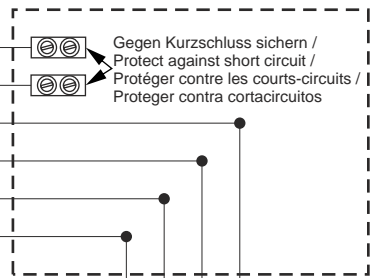 Gegen Kurzschluss sichern /
Protect against short circuit /
Protéger contre les courts-circuits /
Proteger contra cortacircuitos